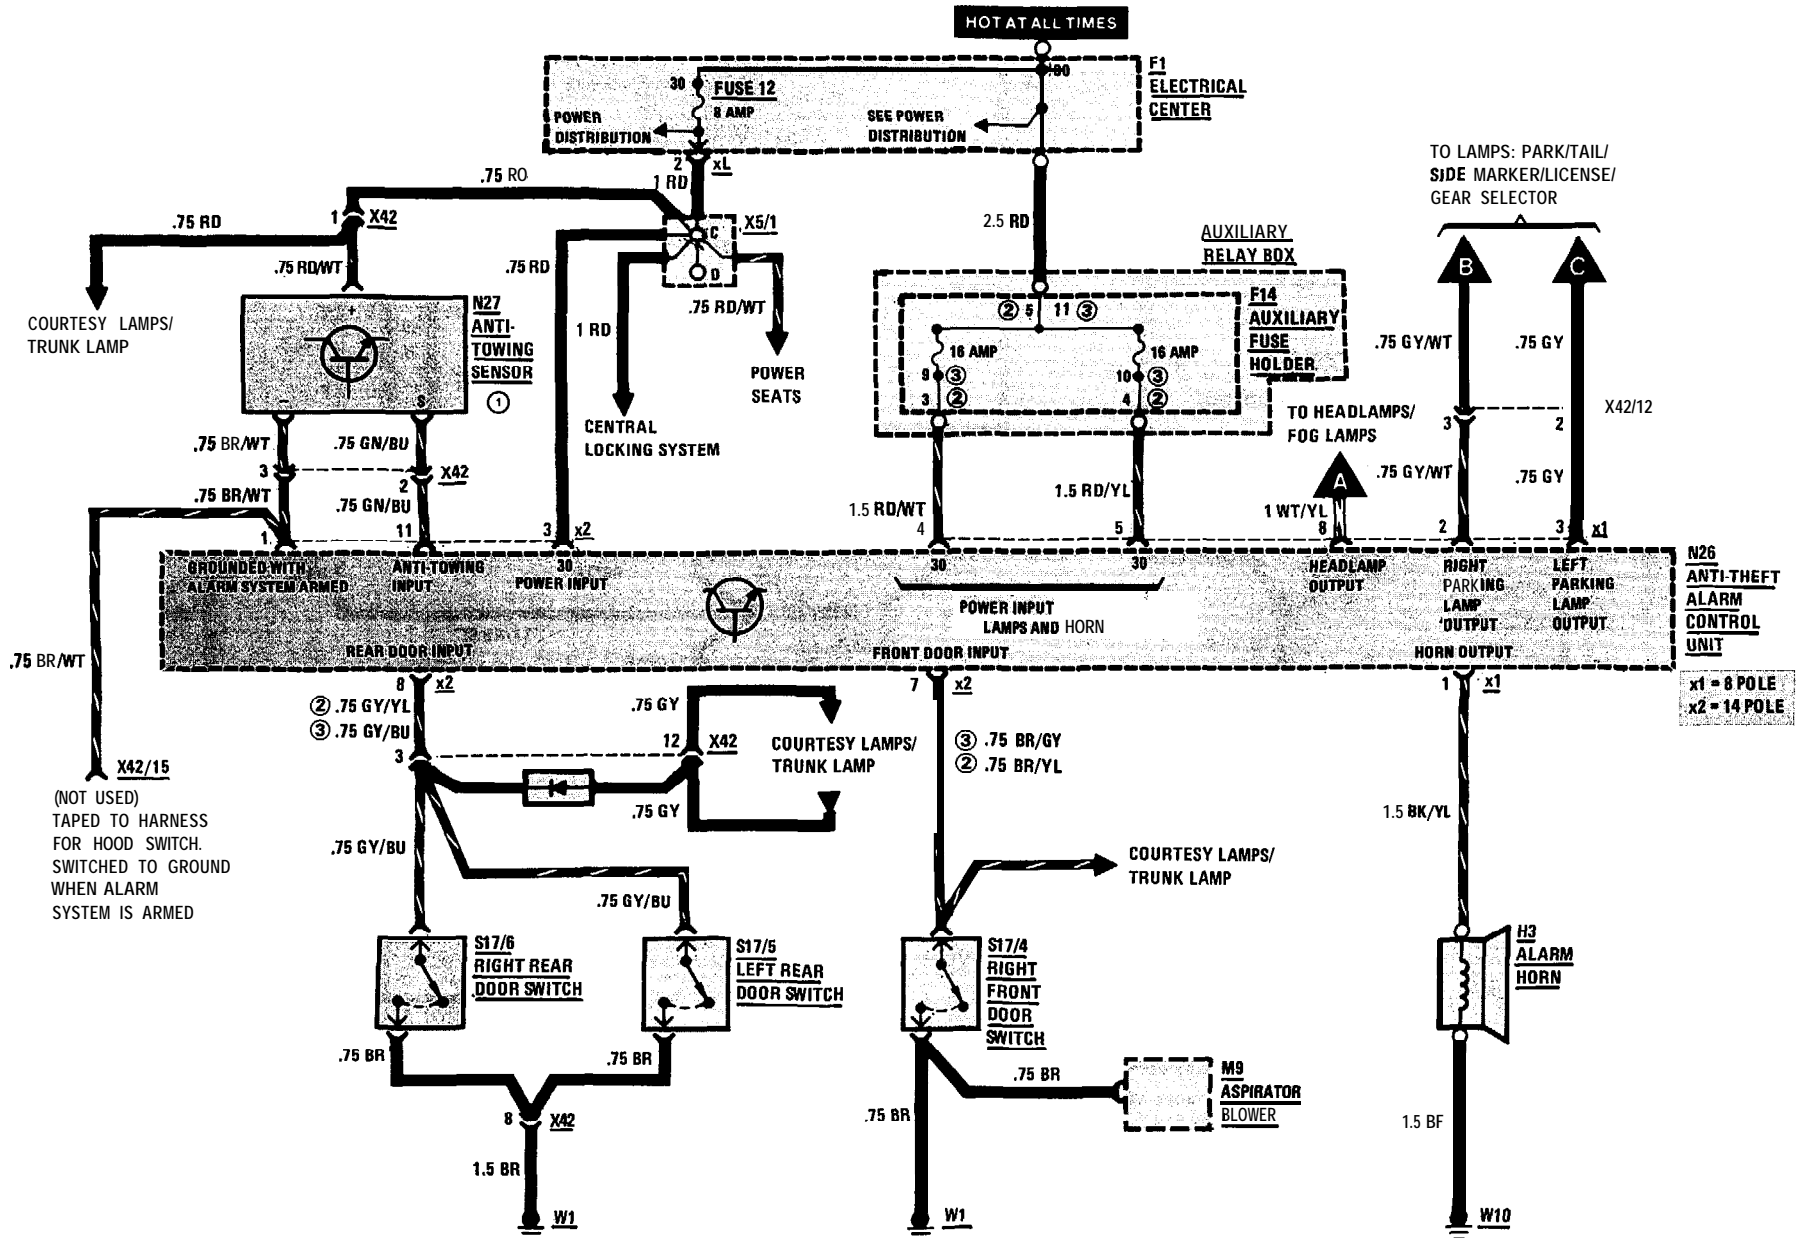 HOT AT ALL TIMES
30
F1
ELECTRICAL
CENTER
30
FUSE 12
8 AMP
POWER
DISTRIBUTION
SEE POWER
DISTRIBUTION
2
xL
1 RD
.75 RO
1
X42
.75 RD
.75 RD/WT
COURTESY LAMPS/
TRUNK LAMP
X5/1
C
D
.75 RD
1 RD
.75 RD/WT
POWER
SEATS
CENTRAL
LOCKING SYSTEM
2.5 RD
AUXILIARY
RELAY BOX
F14
AUXILIARY
FUSE
HOLDER
② 5
11 ③
16 AMP
16 AMP
9 ③
3 ②
10 ③
4 ②
TO LAMPS: PARK/TAIL/
SIDE MARKER/LICENSE/
GEAR SELECTOR
B
C
.75 GY/WT
.75 GY
X42/12
3
2
.75 GY/WT
.75 GY
TO HEADLAMPS/
FOG LAMPS
A
1 WT/YL
N27
ANTI-
TOWING
SENSOR
①
+
−
S
.75 BR/WT
.75 GN/BU
3
2
X42
.75 BR/WT
.75 GN/BU
1
11
3
x2
1.5 RD/WT
4
1.5 RD/YL
5
8
2
3
x1
GROUNDED WITH
ALARM SYSTEM ARMED
ANTI-TOWING
INPUT
30
POWER INPUT
30
30
POWER INPUT
LAMPS AND HORN
HEADLAMP
OUTPUT
RIGHT
PARKING
LAMP
OUTPUT
LEFT
PARKING
LAMP
OUTPUT
N26
ANTI-THEFT
ALARM
CONTROL
UNIT
REAR DOOR INPUT
FRONT DOOR INPUT
HORN OUTPUT
x1 = 8 POLE
x2 = 14 POLE
.75 BR/WT
X42/15
(NOT USED)
TAPED TO HARNESS
FOR HOOD SWITCH.
SWITCHED TO GROUND
WHEN ALARM
SYSTEM IS ARMED
8
x2
② .75 GY/YL
③ .75 GY/BU
3
.75 GY
12
X42
COURTESY LAMPS/
TRUNK LAMP
.75 GY
.75 GY/BU
.75 GY/BU
7
x2
③ .75 BR/GY
② .75 BR/YL
COURTESY LAMPS/
TRUNK LAMP
1
x1
1.5 BK/YL
S17/6
RIGHT REAR
DOOR SWITCH
S17/5
LEFT REAR
DOOR SWITCH
S17/4
RIGHT
FRONT
DOOR
SWITCH
H3
ALARM
HORN
.75 BR
.75 BR
8
X42
1.5 BR
W1
.75 BR
.75 BR
M9
ASPIRATOR
BLOWER
W1
1.5 BF
W10